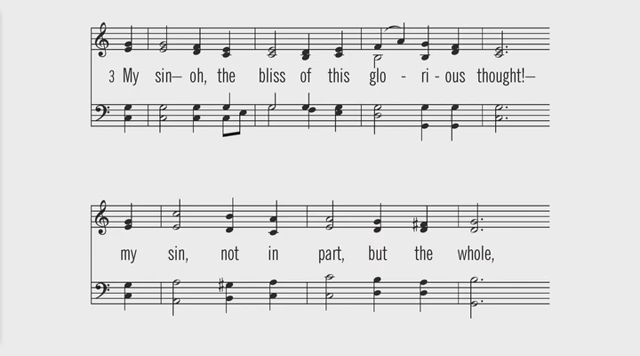 3 My sin— oh, the bliss of this glo - ri - ous thought!—
my sin, not in part, but the whole,